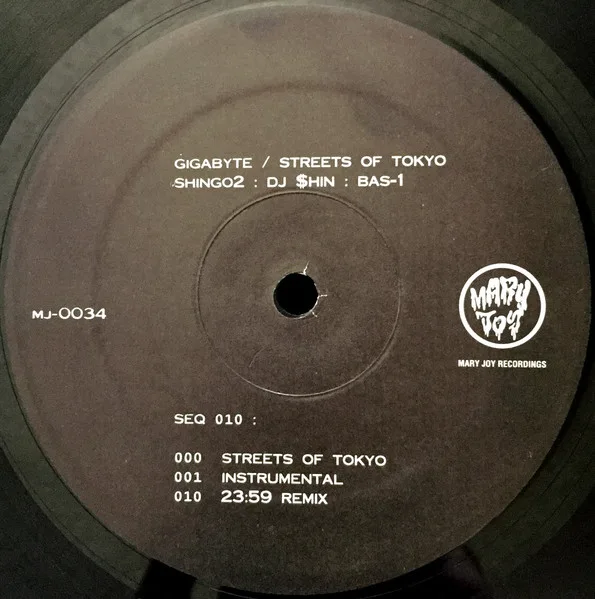 GIGABYTE / STREETS OF TOKYO
SHINGO2 : DJ $HIN : BAS-1
MJ-0034
MARY
JOY
MARY JOY RECORDINGS
SEQ 010 :
000 STREETS OF TOKYO
001 INSTRUMENTAL
010 23:59 REMIX